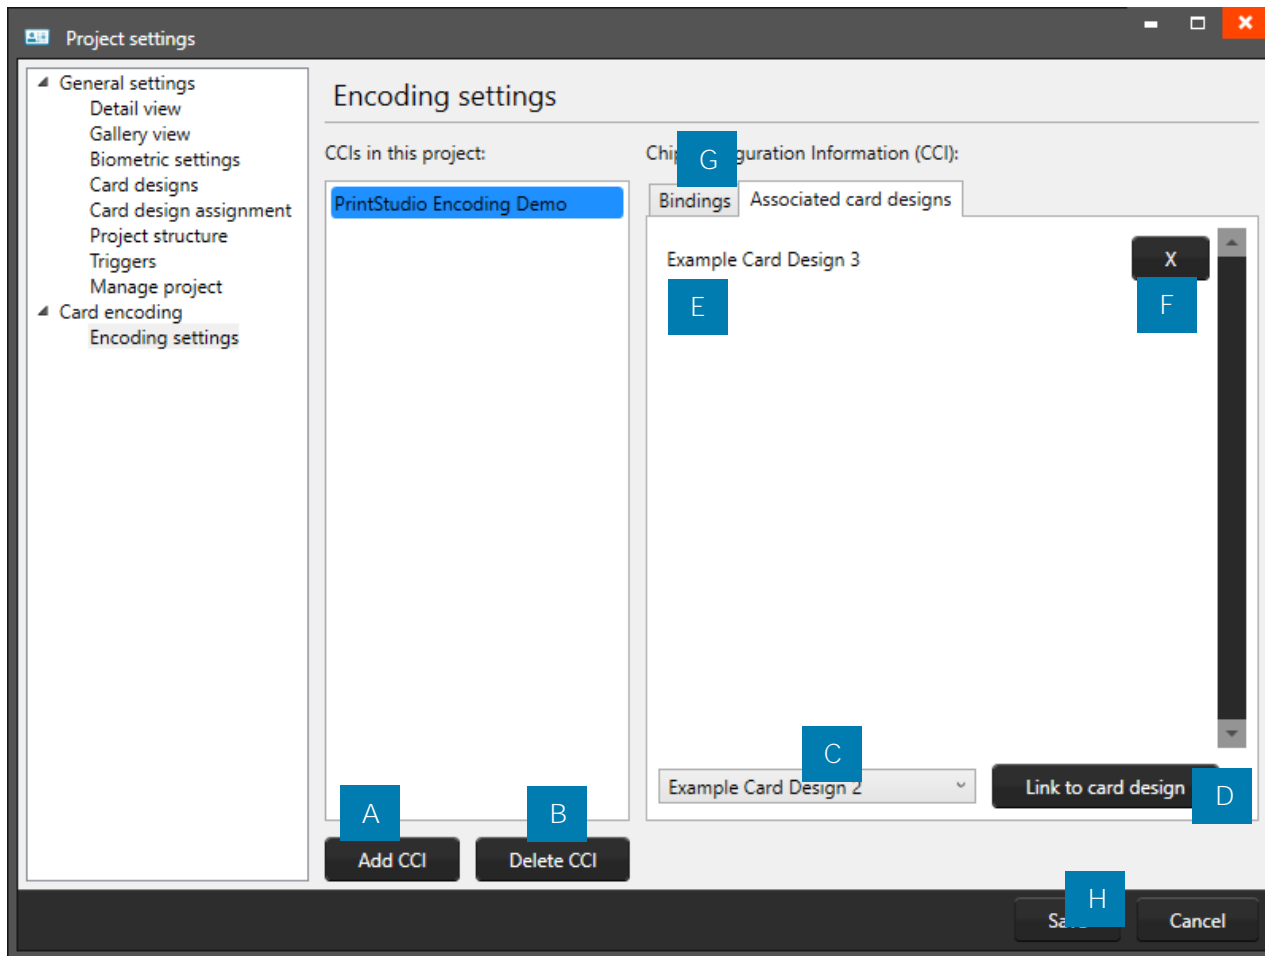 Project settings
General settings
Detail view
Gallery view
Biometric settings
Card designs
Card design assignment
Project structure
Triggers
Manage project
Card encoding
Encoding settings
Encoding settings
CCIs in this project:
PrintStudio Encoding Demo
A
B
Add CCI
Delete CCI
G
Information (CCI):
Bindings
Associated card designs
Example Card Design 3
X
E
F
C
Example Card Design 2
Link to card design
D
H
Cancel